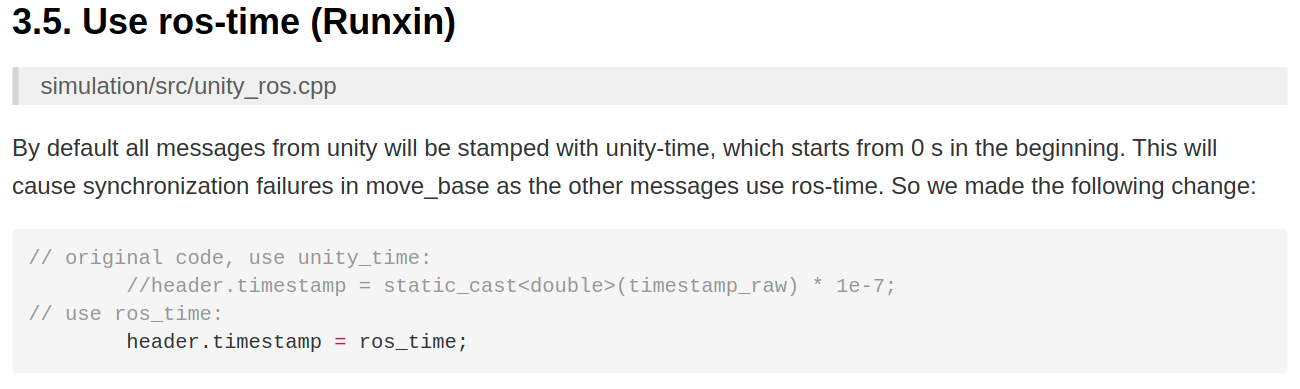 3.5. Use ros-time (Runxin)
simulation/src/unity_ros.cpp
By default all messages from unity will be stamped with unity-time, which starts from 0 s in the beginning. This will
cause synchronization failures in move_base as the other messages use ros-time. So we made the following change:
// original code, use unity_time:
        //header.timestamp = static_cast<double>(timestamp_raw) * 1e-7;
// use ros_time:
        header.timestamp = ros_time;